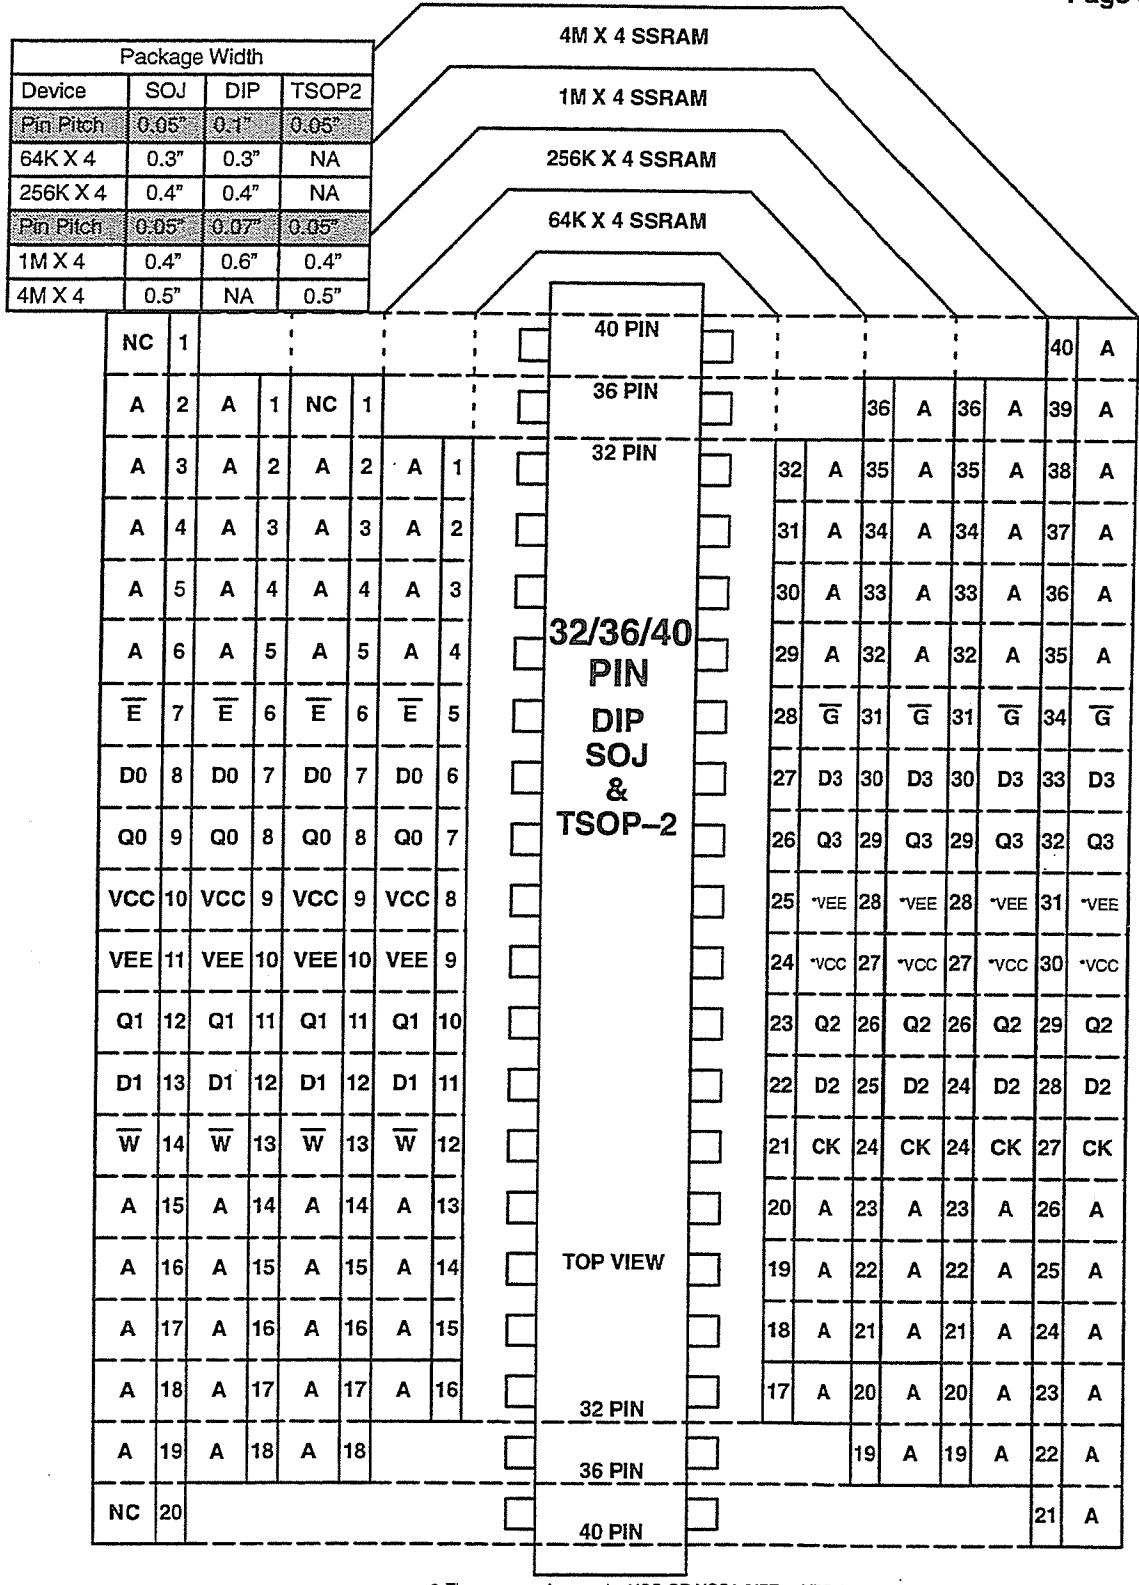 Page
4M X 4 SSRAM
1M X 4 SSRAM
256K X 4 SSRAM
64K X 4 SSRAM
Package Width
Device SOJ DIP TSOP2
Pin Pitch 0.05" 0.1" 0.05"
64K X 4 0.3" 0.3" NA
256K X 4 0.4" 0.4" NA
Pin Pitch 0.05" 0.07" 0.05"
1M X 4 0.4" 0.6" 0.4"
4M X 4 0.5" NA 0.5"
NC 1 40 PIN 40 A
A 2 A 1 NC 1 36 PIN 36 A 36 A 39 A
A 3 A 2 A 2 A 1 32 PIN 32 A 35 A 35 A 38 A
A 4 A 3 A 3 A 2 31 A 34 A 34 A 37 A
A 5 A 4 A 4 A 3 30 A 33 A 33 A 36 A
A 6 A 5 A 5 A 4 29 A 32 A 32 A 35 A
E̅ 7 E̅ 6 E̅ 6 E̅ 5 28 G̅ 31 G̅ 31 G̅ 34 G̅
D0 8 D0 7 D0 7 D0 6 27 D3 30 D3 30 D3 33 D3
Q0 9 Q0 8 Q0 8 Q0 7 26 Q3 29 Q3 29 Q3 32 Q3
VCC 10 VCC 9 VCC 9 VCC 8 25 *VEE 28 *VEE 28 *VEE 31 *VEE
VEE 11 VEE 10 VEE 10 VEE 9 24 *VCC 27 *VCC 27 *VCC 30 *VCC
Q1 12 Q1 11 Q1 11 Q1 10 23 Q2 26 Q2 26 Q2 29 Q2
D1 13 D1 12 D1 12 D1 11 22 D2 25 D2 24 D2 28 D2
W̅ 14 W̅ 13 W̅ 13 W̅ 12 21 CK 24 CK 24 CK 27 CK
A 15 A 14 A 14 A 13 20 A 23 A 23 A 26 A
A 16 A 15 A 15 A 14 19 A 22 A 22 A 25 A
A 17 A 16 A 16 A 15 18 A 21 A 21 A 24 A
A 18 A 17 A 17 A 16 32 PIN 17 A 20 A 20 A 23 A
A 19 A 18 A 18 36 PIN 19 A 19 A 22 A
NC 20 40 PIN 21 A
32/36/40
PIN
DIP
SOJ
&
TSOP–2
TOP VIEW